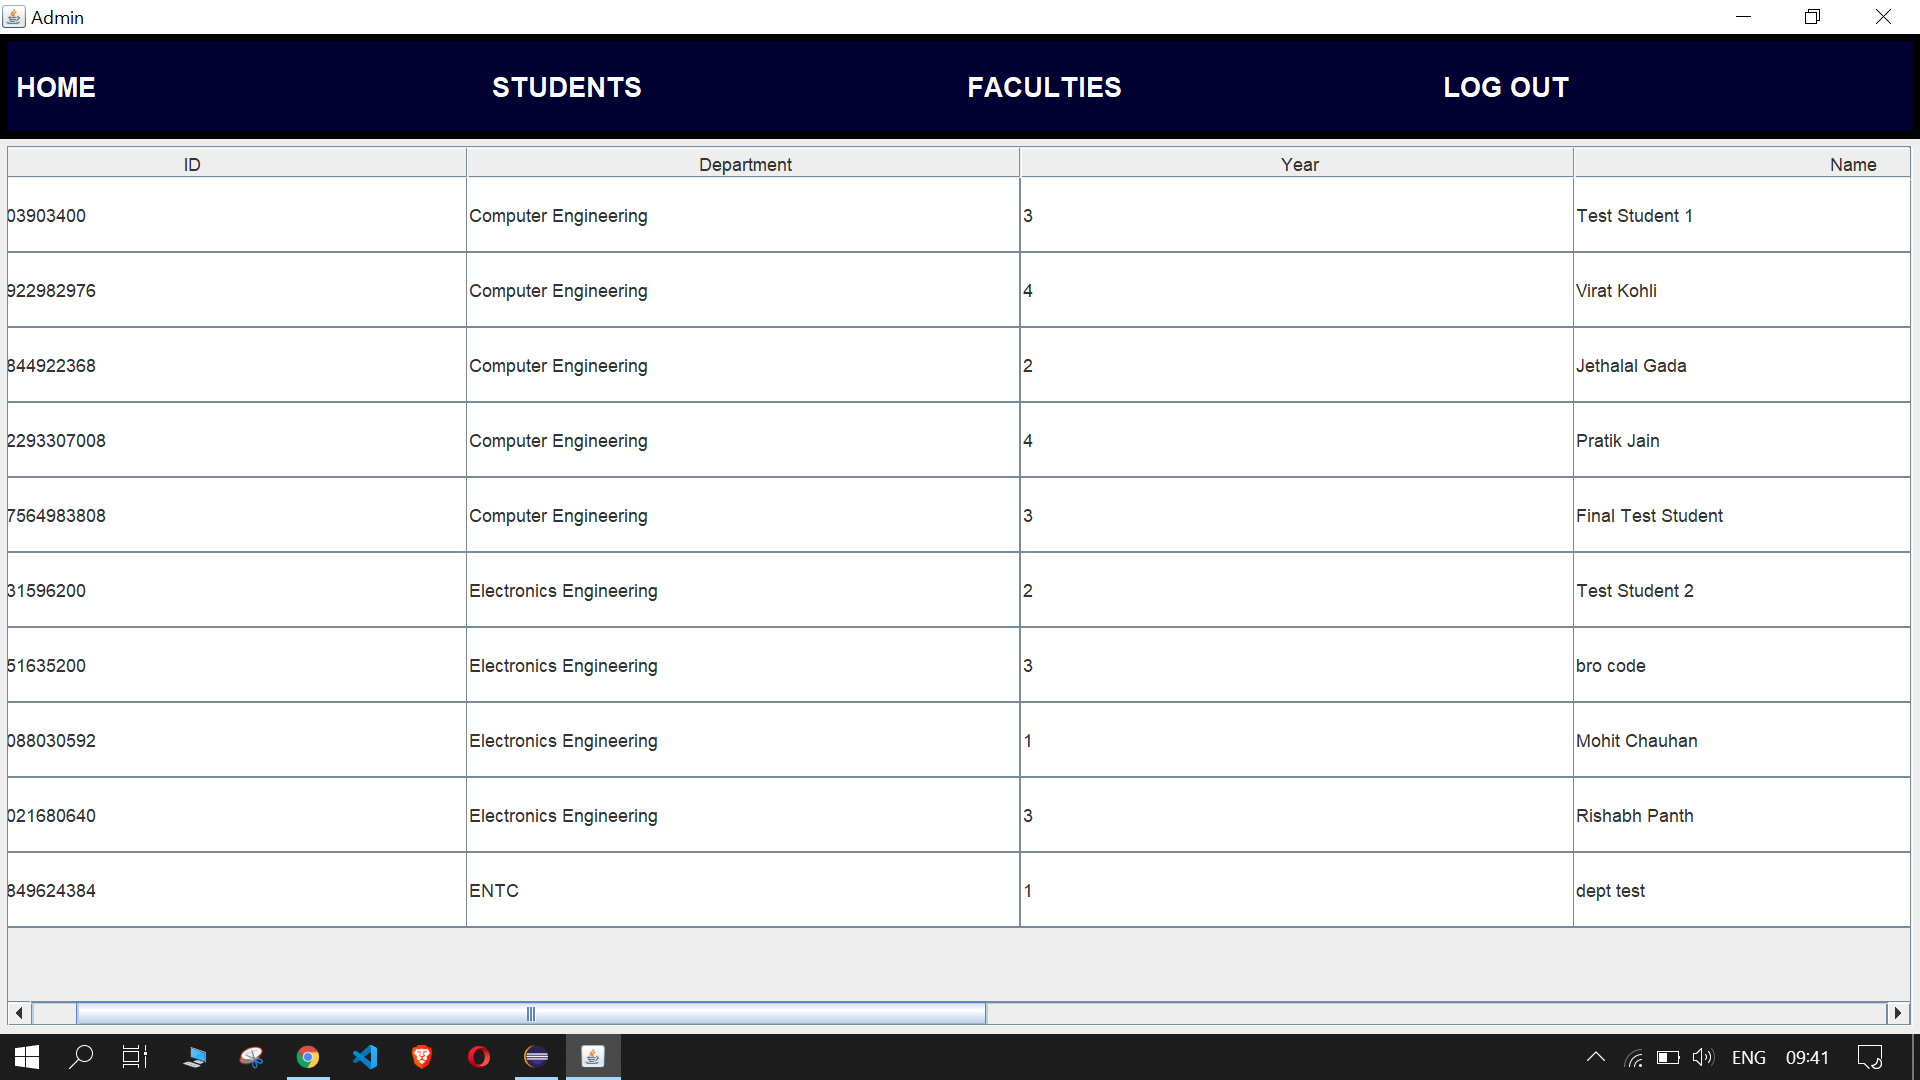 Admin
HOME STUDENTS FACULTIES LOG OUT
ID Department Year Name
03903400 Computer Engineering 3 Test Student 1
922982976 Computer Engineering 4 Virat Kohli
844922368 Computer Engineering 2 Jethalal Gada
2293307008 Computer Engineering 4 Pratik Jain
7564983808 Computer Engineering 3 Final Test Student
31596200 Electronics Engineering 2 Test Student 2
51635200 Electronics Engineering 3 bro code
088030592 Electronics Engineering 1 Mohit Chauhan
021680640 Electronics Engineering 3 Rishabh Panth
849624384 ENTC 1 dept test
ENG 09:41